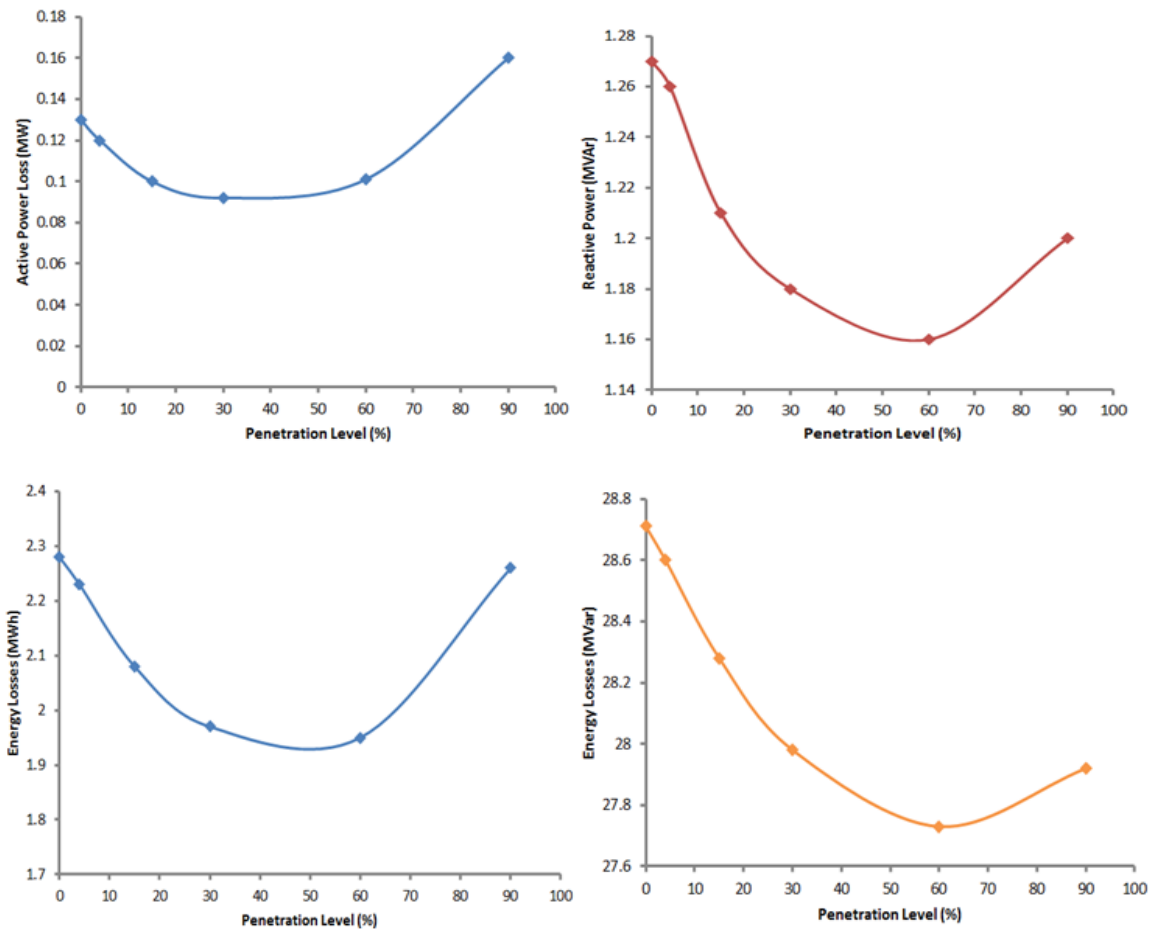 Active Power Loss (MW)
0.18
0.16
0.14
0.12
0.1
0.08
0.06
0.04
0.02
0
0 10 20 30 40 50 60 70 80 90 100
Penetration Level (%)
Reactive Power (MVAr)
1.28
1.26
1.24
1.22
1.2
1.18
1.16
1.14
0 10 20 30 40 50 60 70 80 90 100
Penetration Level (%)
Energy Losses (MWh)
2.4
2.3
2.2
2.1
2
1.9
1.8
1.7
0 10 20 30 40 50 60 70 80 90 100
Penetration Level (%)
Energy Losses (MVar)
28.8
28.6
28.4
28.2
28
27.8
27.6
0 10 20 30 40 50 60 70 80 90 100
Penetration Level (%)